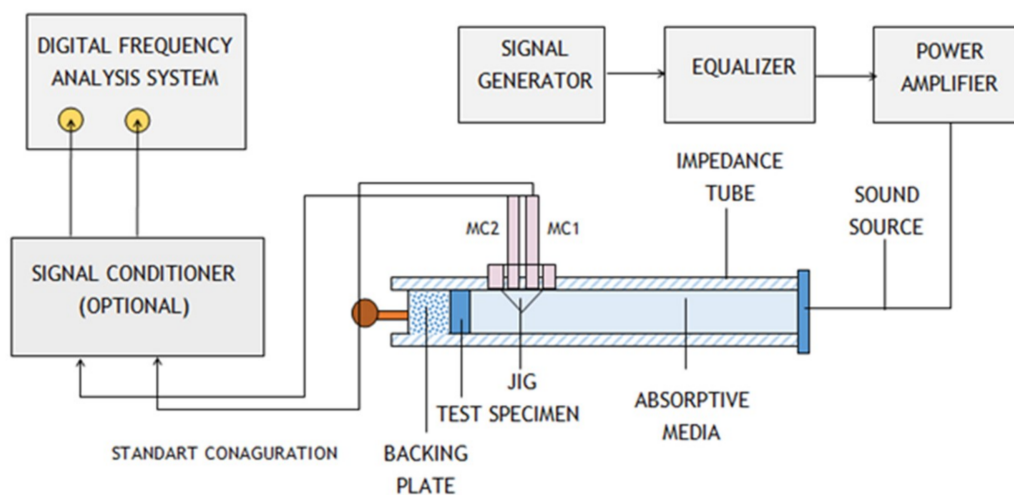 DIGITAL FREQUENCY
ANALYSIS SYSTEM
SIGNAL
GENERATOR
EQUALIZER
POWER
AMPLIFIER
IMPEDANCE
TUBE
SOUND
SOURCE
MC2
MC1
SIGNAL CONDITIONER
(OPTIONAL)
JIG
TEST SPECIMEN
ABSORPTIVE
MEDIA
STANDART CONAGURATION
BACKING
PLATE